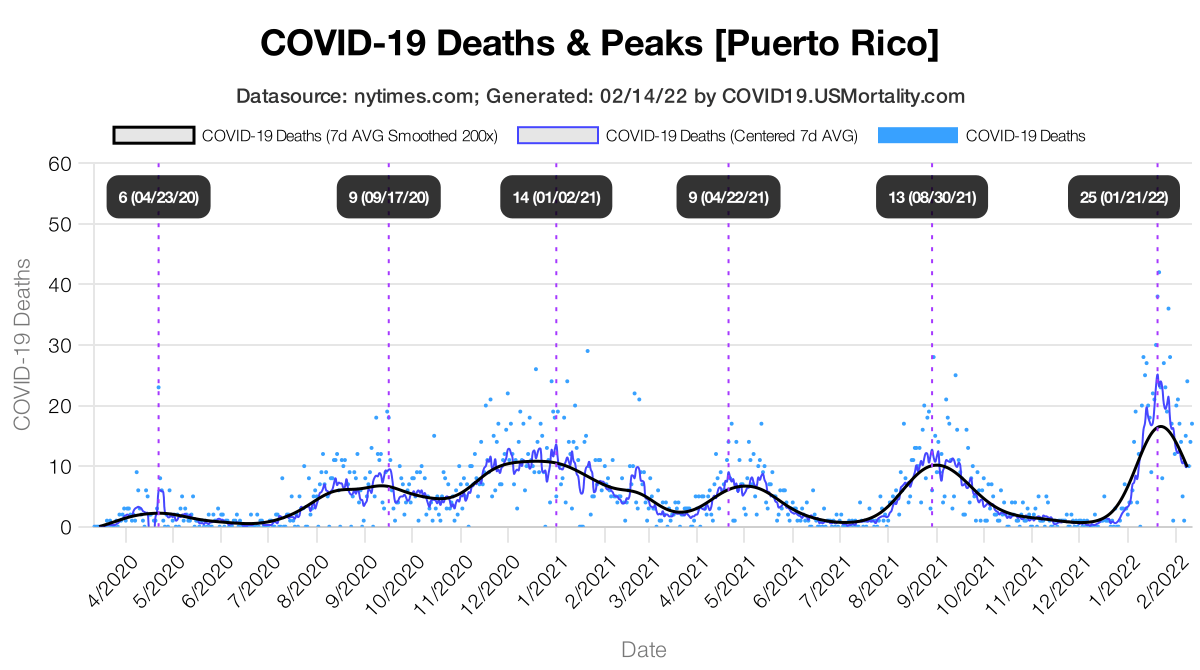 COVID-19 Deaths & Peaks [Puerto Rico]
Datasource: nytimes.com; Generated: 02/14/22 by COVID19.USMortality.com
COVID-19 Deaths (7d AVG Smoothed 200x) COVID-19 Deaths (Centered 7d AVG) COVID-19 Deaths
60
6 (04/23/20) 9 (09/17/20) 14 (01/02/21) 9 (04/22/21) 13 (08/30/21) 25 (01/21/22)
50
40
30
20
10
0
COVID-19 Deaths
4/2020 5/2020 6/2020 7/2020 8/2020 9/2020 10/2020 11/2020 12/2020 1/2021 2/2021 3/2021 4/2021 5/2021 6/2021 7/2021 8/2021 9/2021 10/2021 11/2021 12/2021 1/2022 2/2022
Date